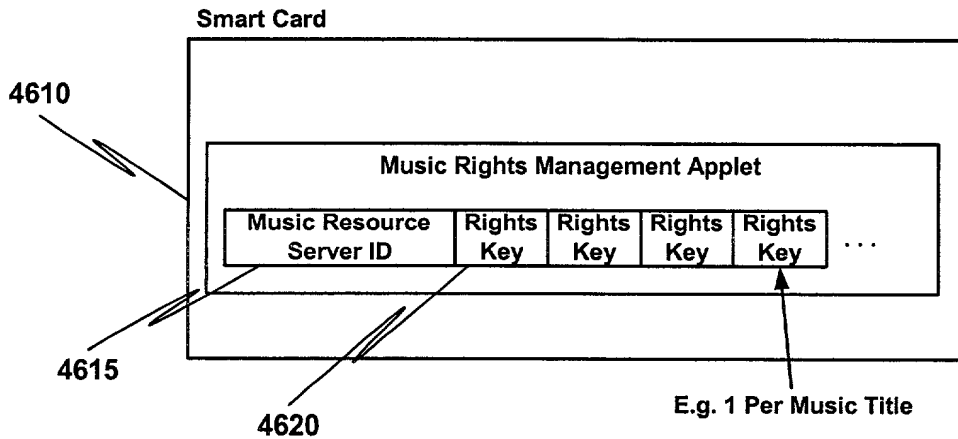 Smart Card
4610
Music Rights Management Applet
Music Resource Server ID
Rights Key
Rights Key
Rights Key
Rights Key
...
4615
4620
E.g. 1 Per Music Title